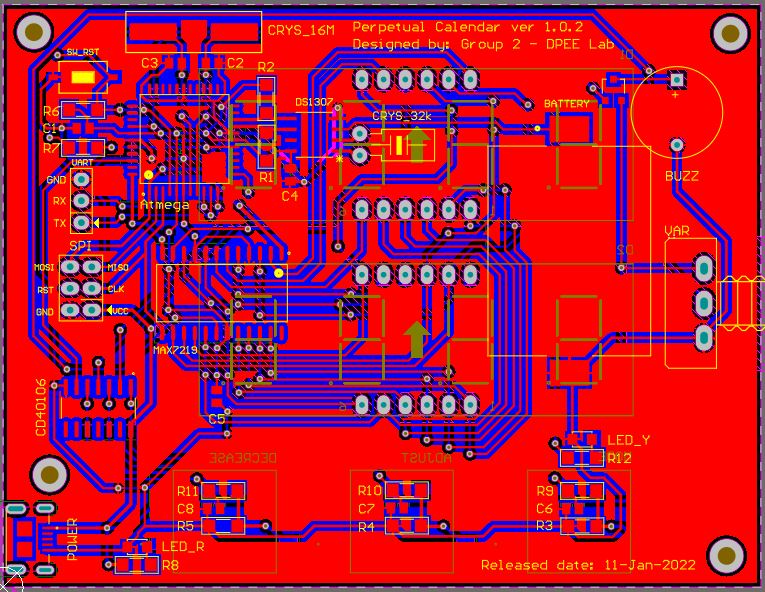 CRYS_16M
Perpetual Calendar ver 1.0.2
Designed by: Group 2 - DPEE Lab
SW_RST
C3
C2
R2
D1
DS1307
BATTERY
+
R6
C1
R7
CRYS_32k
UART
GND
RX
TX
R1
C4
BUZZ
Atmega
SPI
MOSI
MISO
RST
CLK
GND
VCC
VAR
D2
MAX7219
CD40106
C5
LED_Y
R12
DECREASE
ADJUST
R11
R10
R9
C8
C7
C6
R5
R4
R3
POWER
LED_R
R8
Released date: 11-Jan-2022